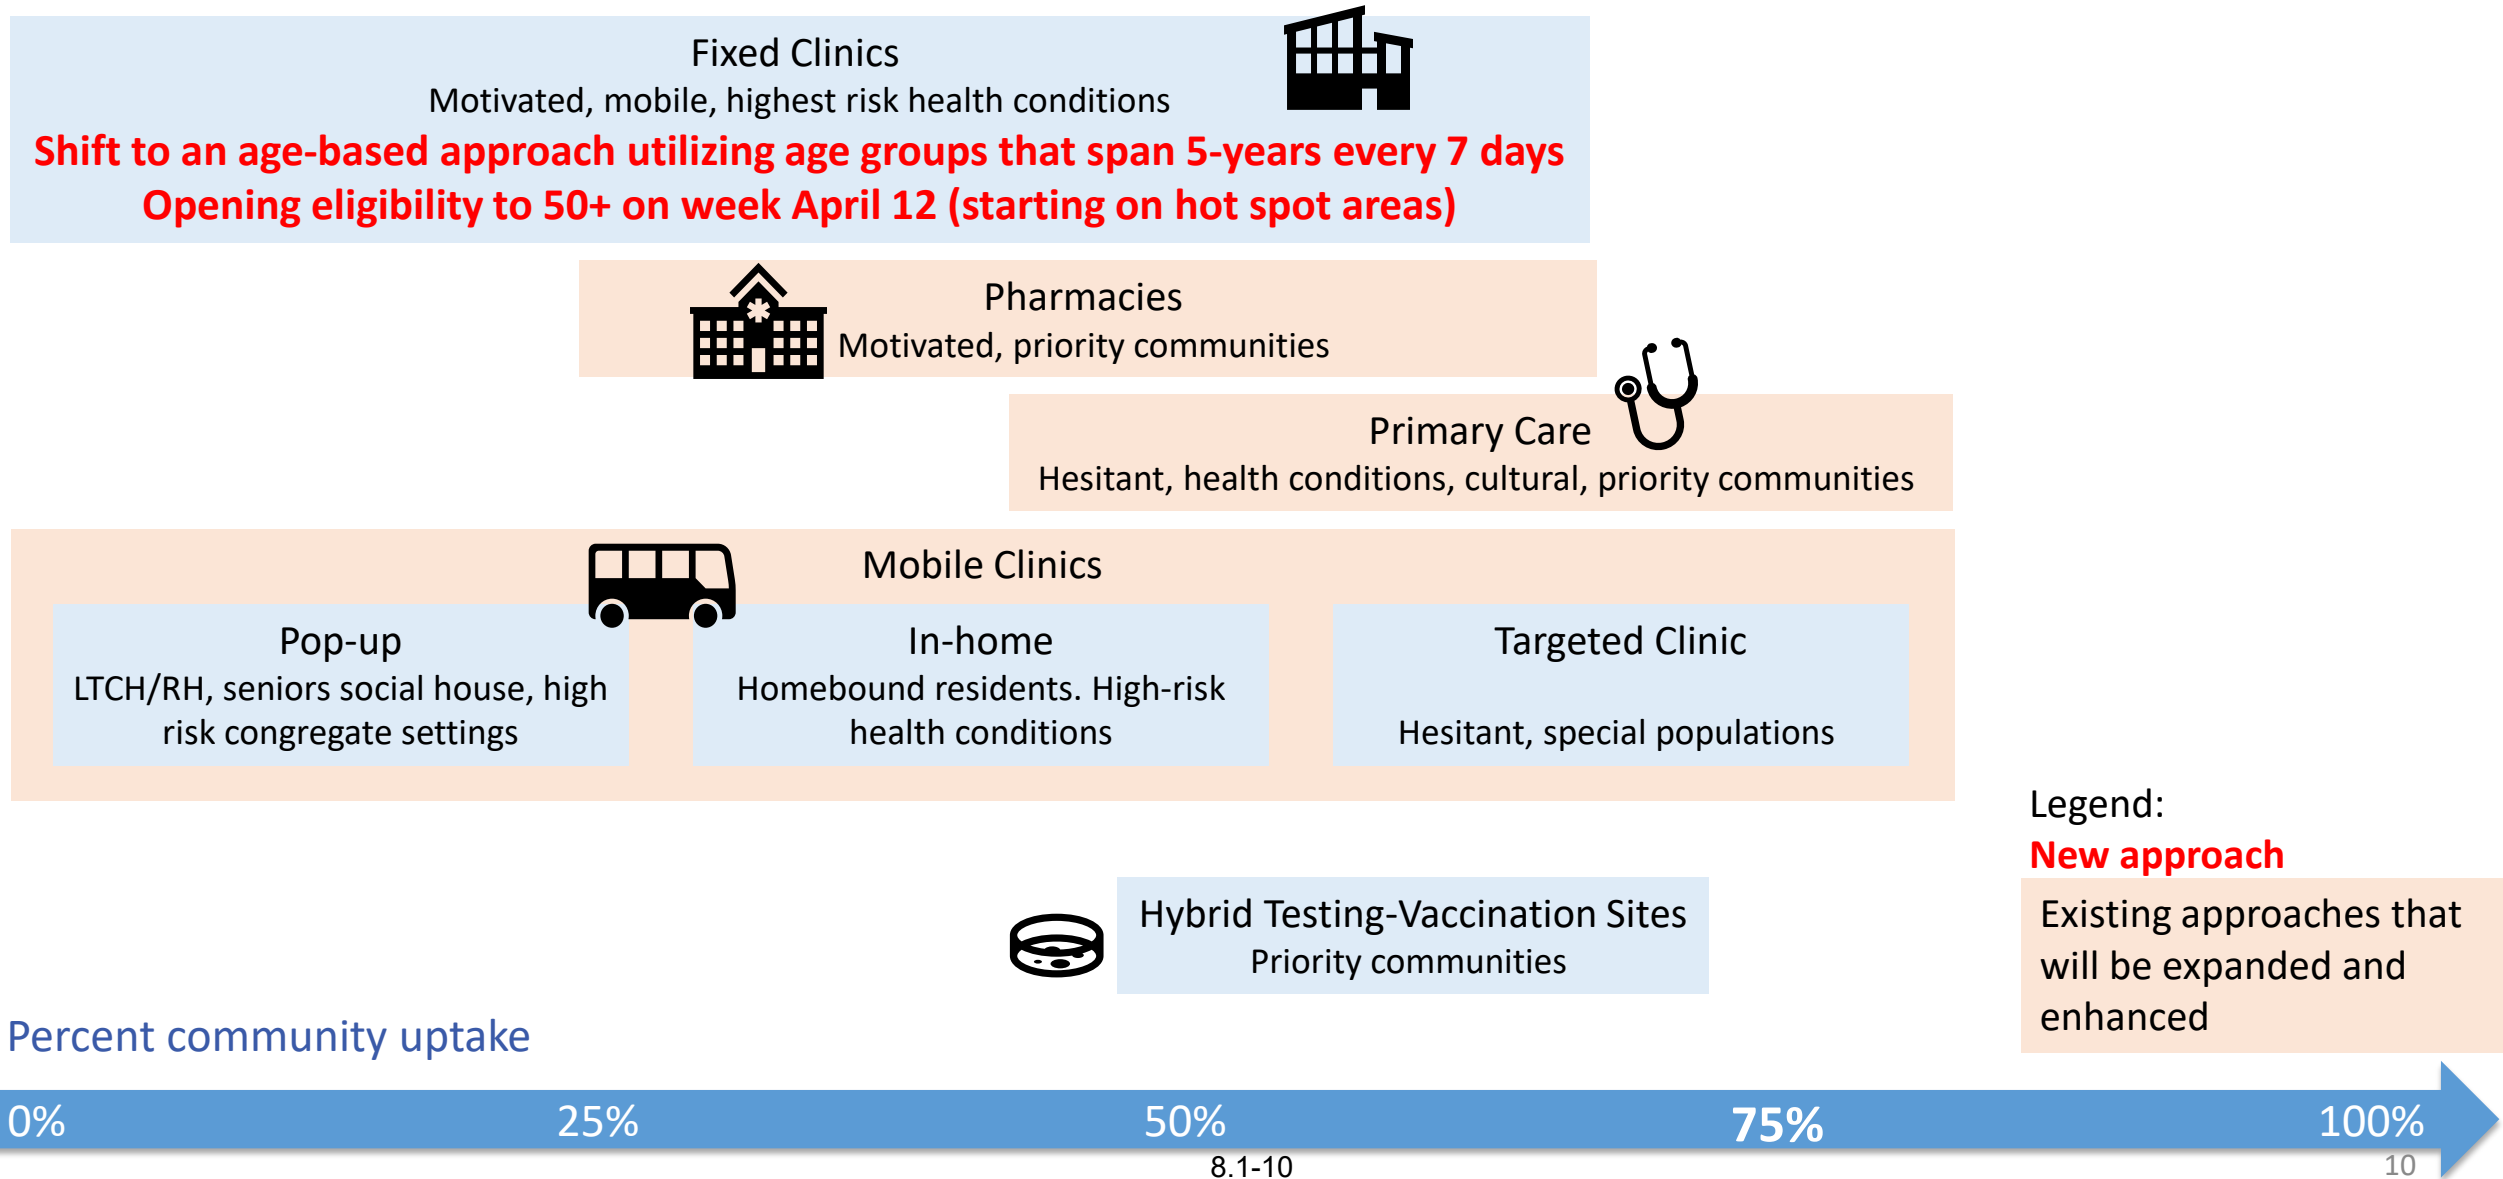 Fixed Clinics
Motivated, mobile, highest risk health conditions
Shift to an age-based approach utilizing age groups that span 5-years every 7 days
Opening eligibility to 50+ on week April 12 (starting on hot spot areas)
Pharmacies
Motivated, priority communities
Primary Care
Hesitant, health conditions, cultural, priority communities
Mobile Clinics
Pop-up
LTCH/RH, seniors social house, high
risk congregate settings
In-home
Homebound residents. High-risk
health conditions
Targeted Clinic
Hesitant, special populations
Hybrid Testing-Vaccination Sites
Priority communities
Legend:
New approach
Existing approaches that
will be expanded and
enhanced
Percent community uptake
0% 25% 50% 75% 100%
8.1-10
10